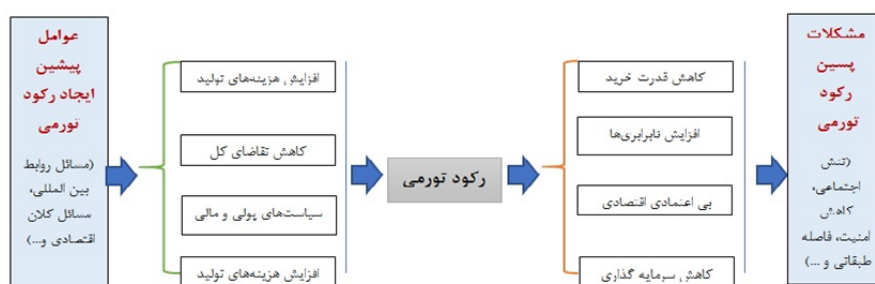 عوامل
پیشین
ایجاد رکود
تورمی
(مسائل روابط
بین المللی،
مسائل کلان
اقتصادی و...)
افزایش هزینه‌های تولید
کاهش تقاضای کل
سیاست‌های پولی و مالی
افزایش هزینه‌های تولید
رکود تورمی
کاهش قدرت خرید
افزایش نابرابری‌ها
بی اعتمادی اقتصادی
کاهش سرمایه گذاری
مشکلات
پسین
رکود
تورمی
(تنش
اجتماعی،
کاهش
امنیت، فاصله
طبقاتی و ...)